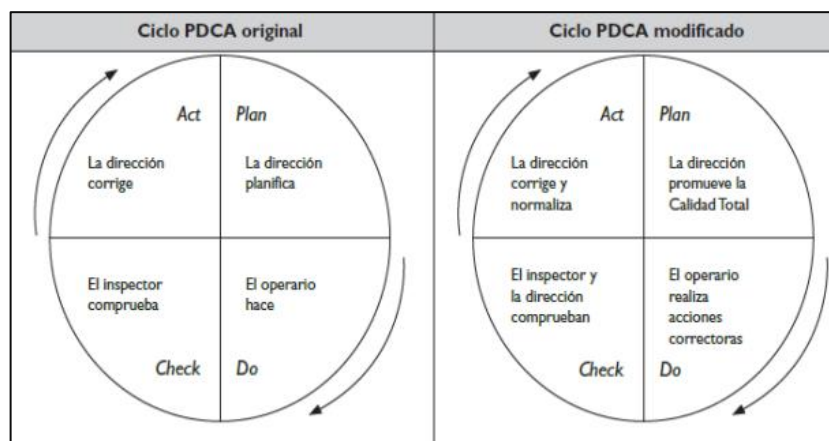 Ciclo PDCA original
Act
Plan
La dirección
corrige
La dirección
planifica
El inspector
comprueba
El operario
hace
Check
Do
Ciclo PDCA modificado
Act
Plan
La dirección
corrige y
normaliza
La dirección
promueve la
Calidad Total
El inspector y
la dirección
comprueban
El operario
realiza
acciones
correctoras
Check
Do